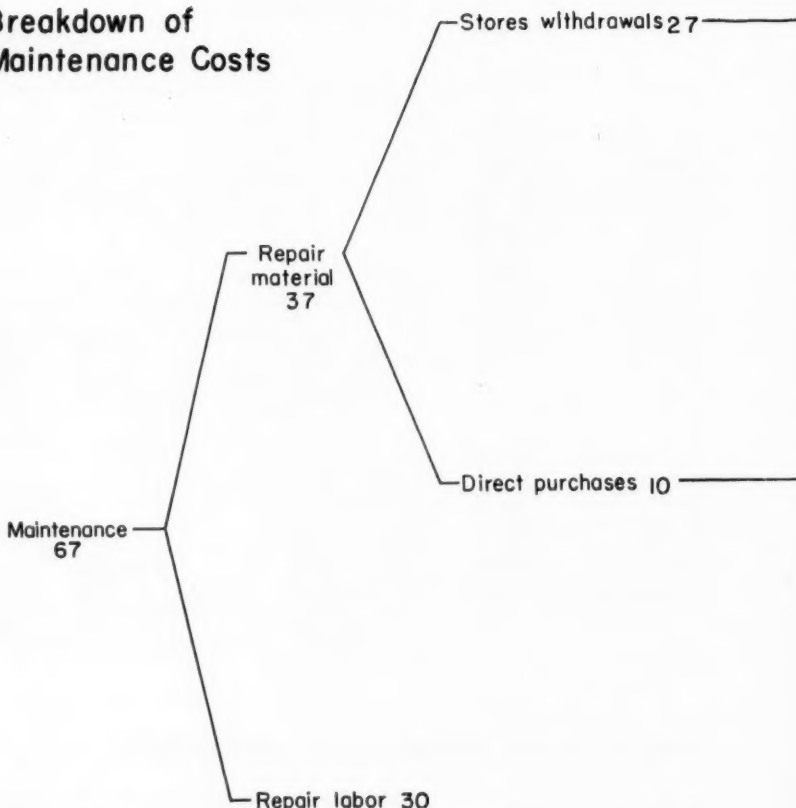 Breakdown of
Maintenance Costs
Stores withdrawals 27
Repair
material
37
Direct purchases 10
Maintenance
67
Repair labor 30